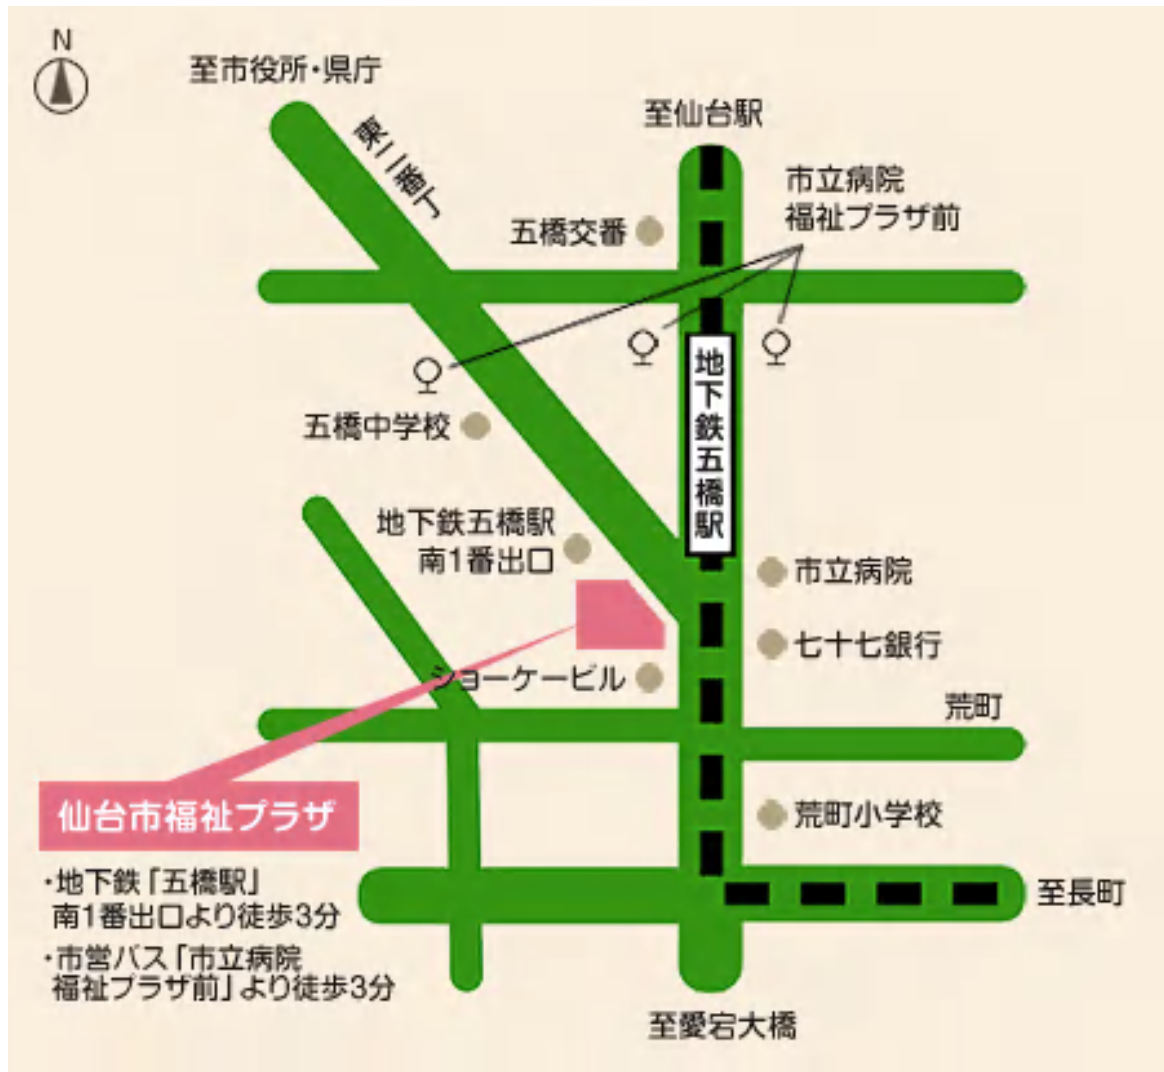 N
至市役所・県庁
至仙台駅
東二番丁
市立病院
福祉プラザ前
五橋交番
地下鉄五橋駅
五橋中学校
地下鉄五橋駅
南1番出口
市立病院
七十七銀行
ショーケービル
荒町
仙台市福祉プラザ
荒町小学校
・地下鉄「五橋駅」
南1番出口より徒歩3分
・市営バス「市立病院
福祉プラザ前」より徒歩3分
至長町
至愛宕大橋